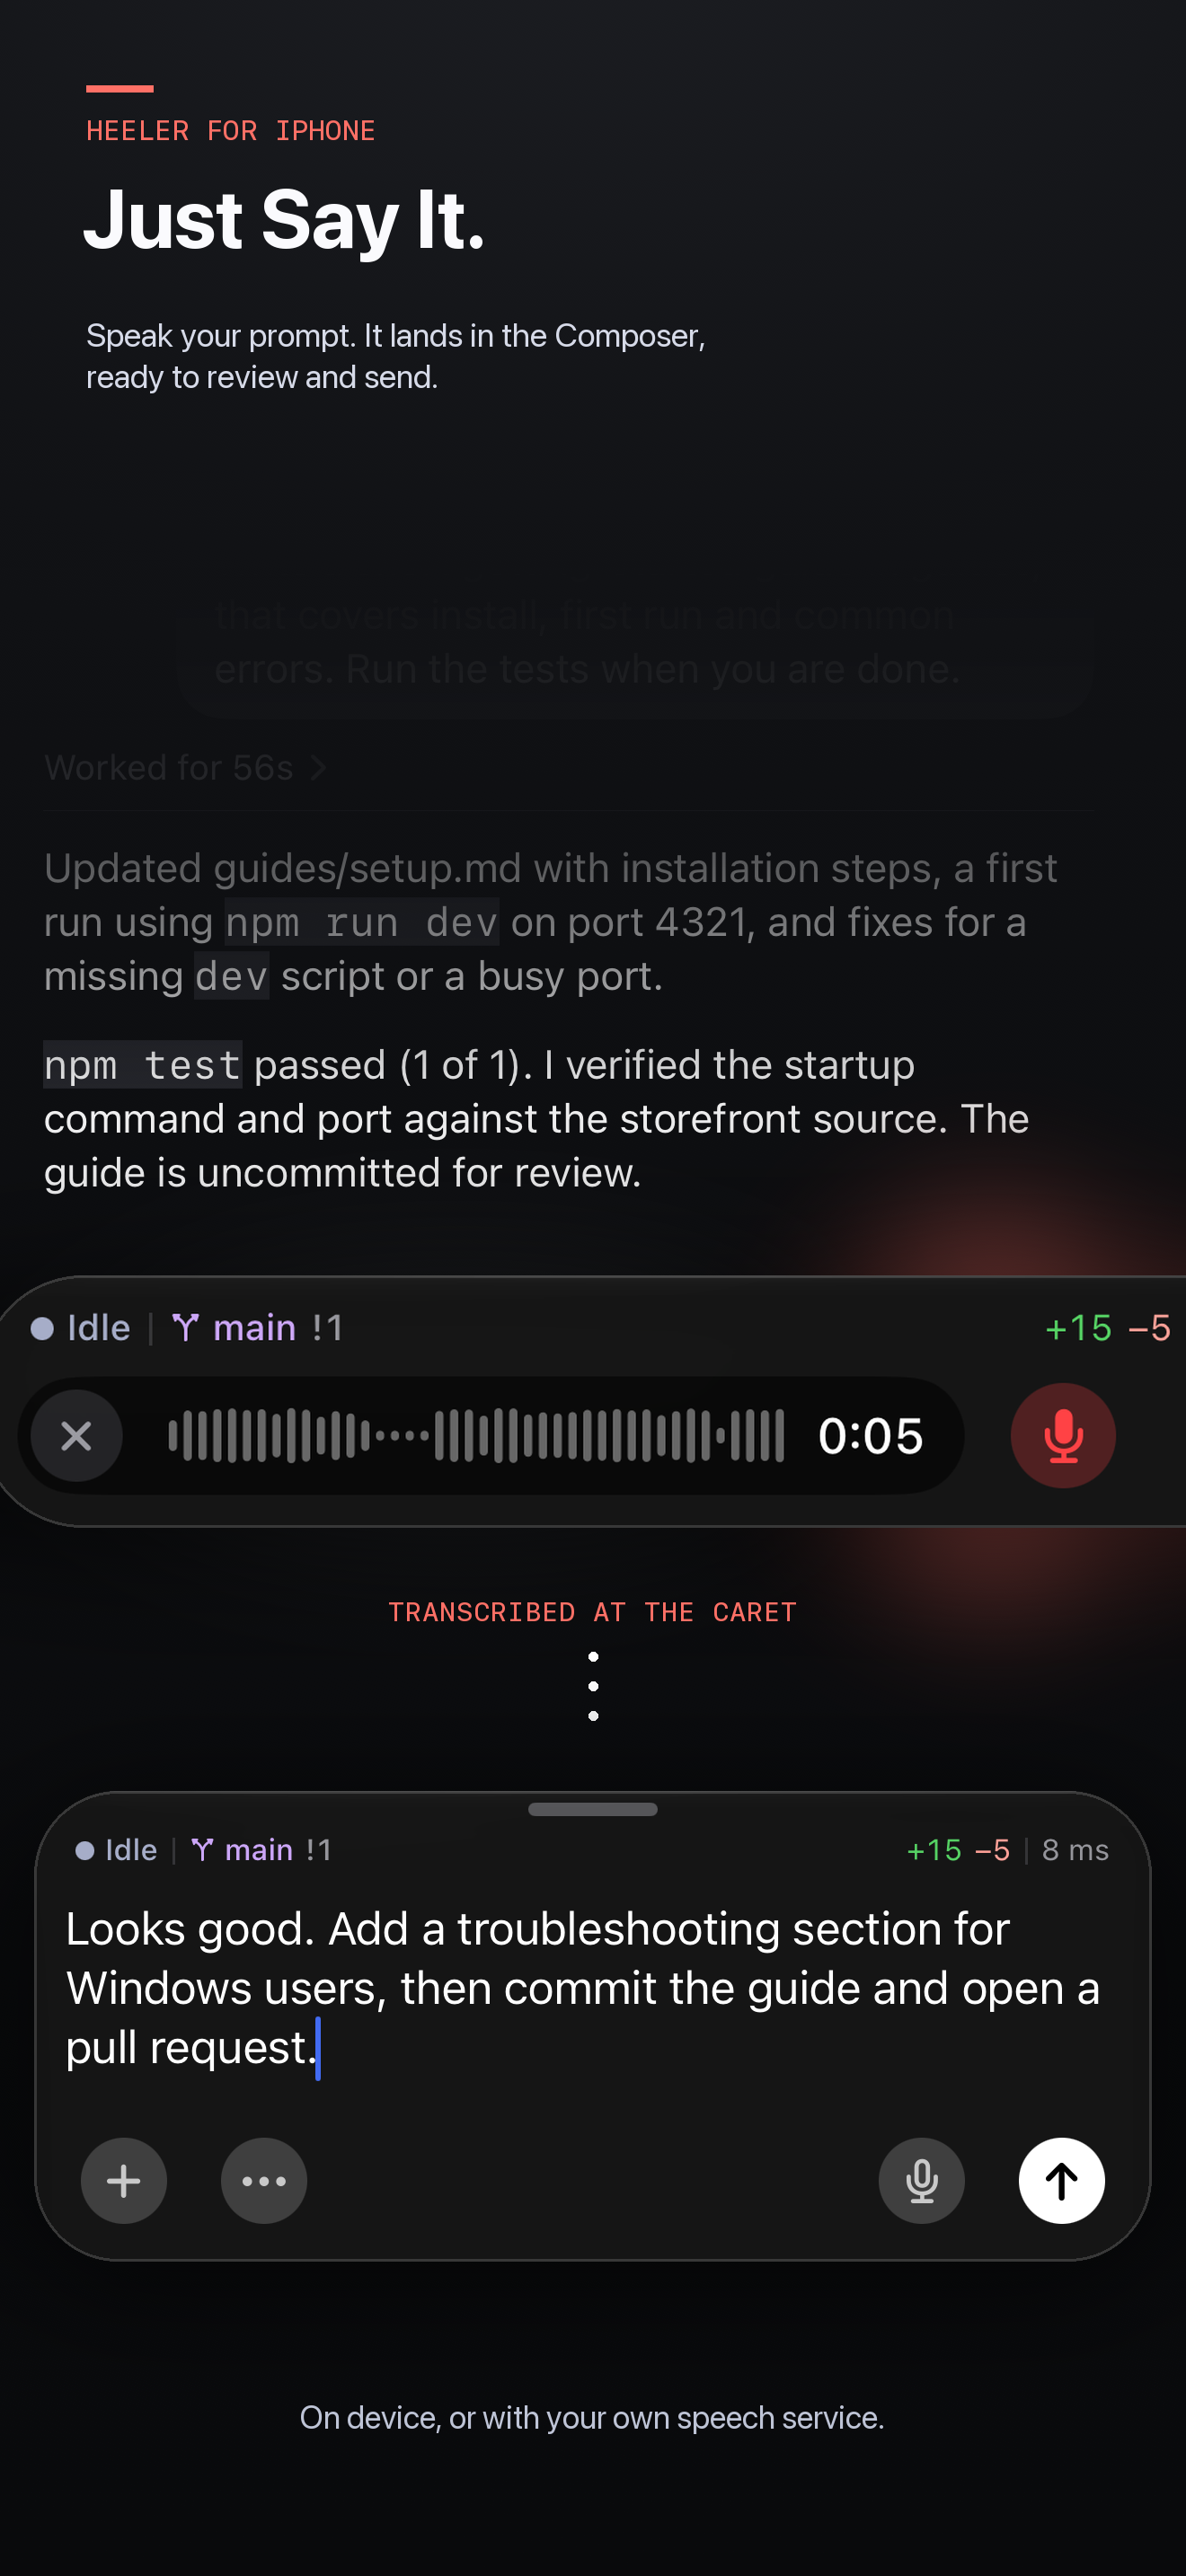 HEELER FOR IPHONE
Just Say It.
Speak your prompt. It lands in the Composer,
ready to review and send.
that covers install, first run and common
errors. Run the tests when you are done.
Worked for 56s
Updated guides/setup.md with installation steps, a first
run using npm run dev on port 4321, and fixes for a
missing dev script or a busy port.
npm test passed (1 of 1). I verified the startup
command and port against the storefront source. The
guide is uncommitted for review.
Idle | main !1 +15 −5
0:05
TRANSCRIBED AT THE CARET
Idle | main !1 +15 −5 | 8 ms
Looks good. Add a troubleshooting section for
Windows users, then commit the guide and open a
pull request.
On device, or with your own speech service.